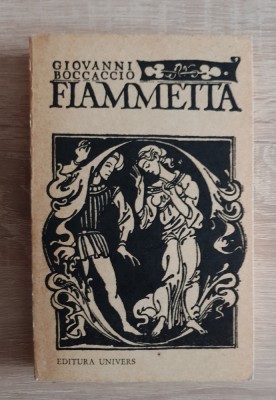 GIOVANNI
BOCCACCIO
FIAMMETTA
EDITURA UNIVERS